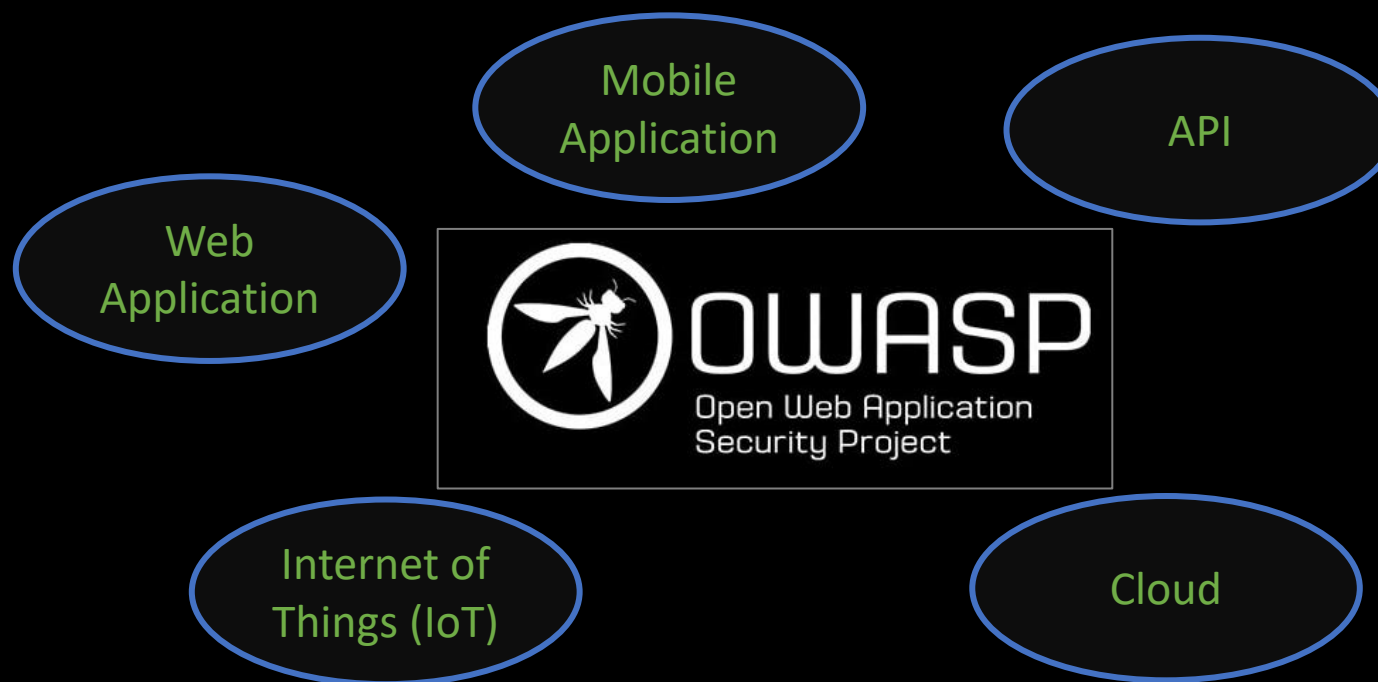 Mobile
Application
API
Web
Application
OWASP
Open Web Application
Security Project
Internet of
Things (IoT)
Cloud